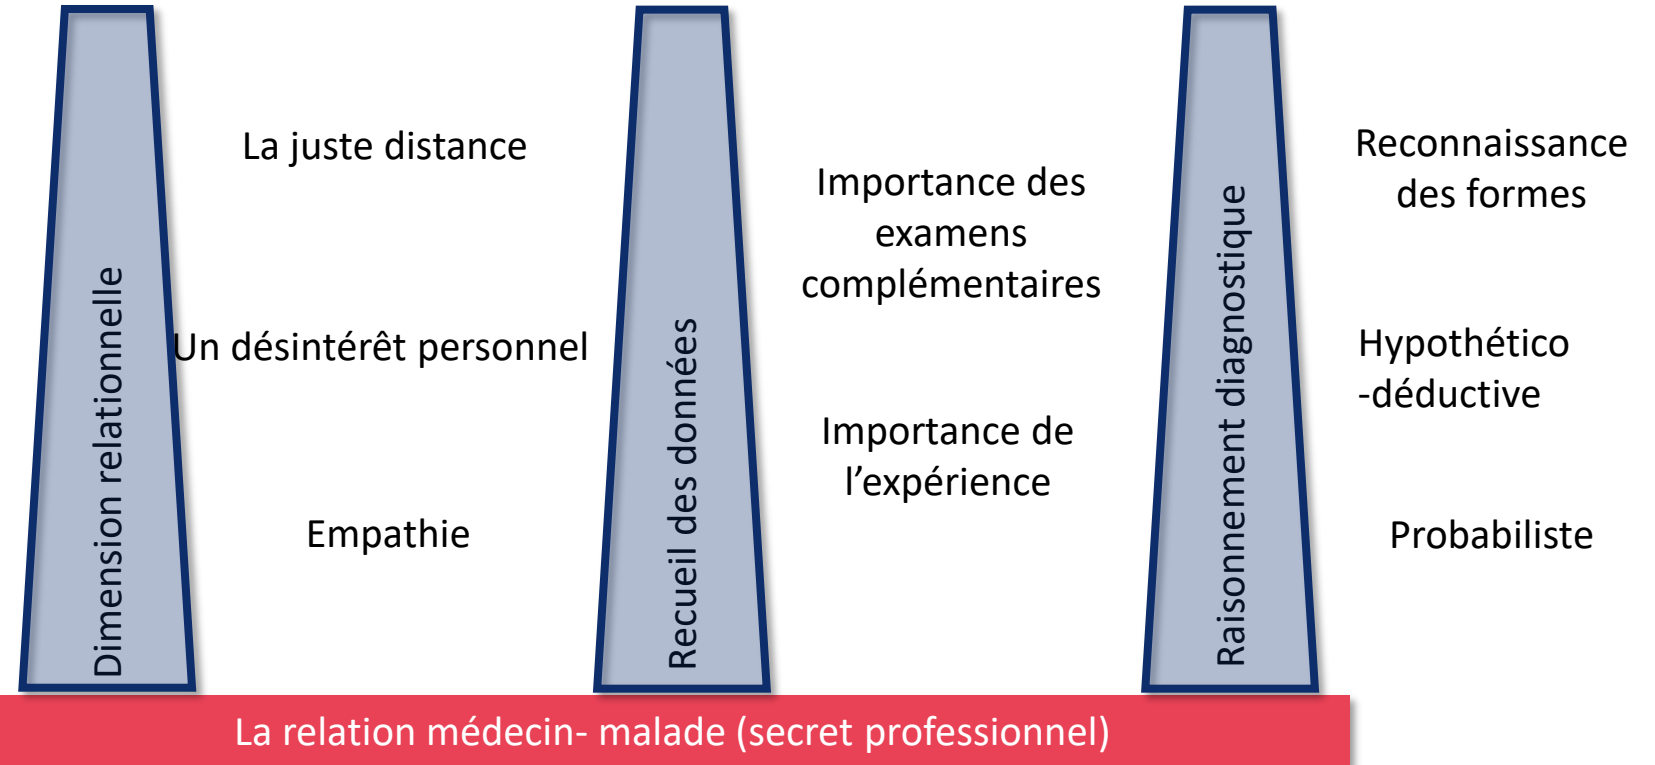 Dimension relationnelle
La juste distance
Un désintérêt personnel
Empathie
Recueil des données
Importance des
examens
complémentaires
Importance de
l’expérience
Raisonnement diagnostique
Reconnaissance
des formes
Hypothético
-déductive
Probabiliste
La relation médecin- malade (secret professionnel)